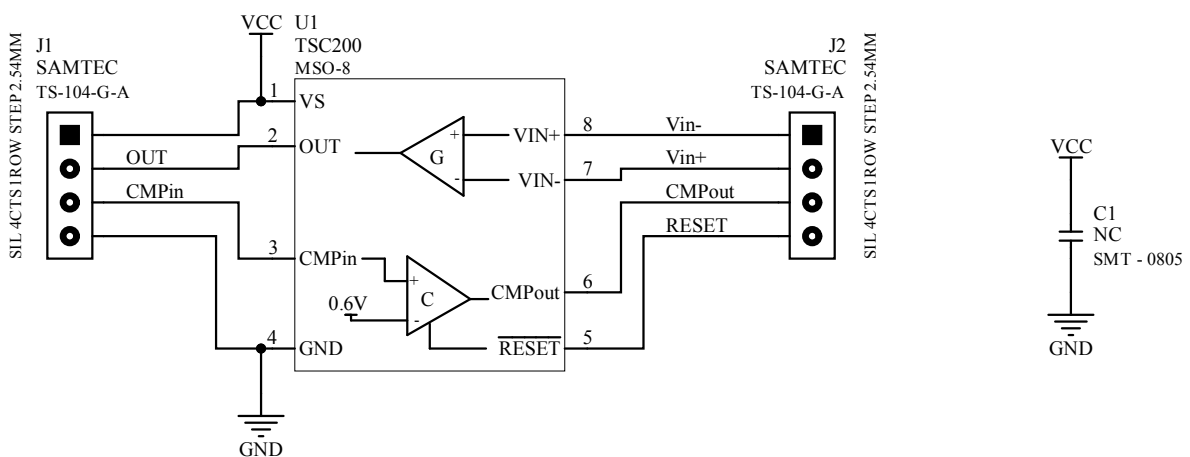 VCC
U1
TSC200
MSO-8
J1
SAMTEC
TS-104-G-A
SIL 4CTS 1ROW STEP 2.54MM
OUT
CMPin
1
VS
2
OUT
3
CMPin
4
GND
GND
+
-
G
0.6V
+
-
C
VIN+
8
VIN-
7
CMPout
6
RESET
5
Vin-
Vin+
CMPout
RESET
J2
SAMTEC
TS-104-G-A
SIL 4CTS 1ROW STEP 2.54MM
VCC
C1
NC
SMT - 0805
GND